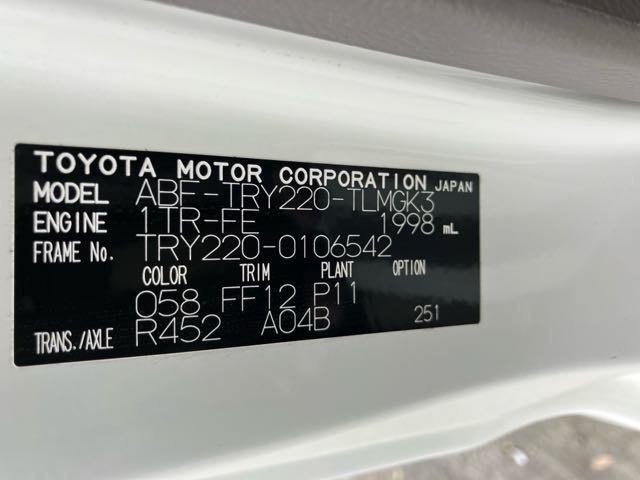 TOYOTA MOTOR CORPORATION JAPAN
MODEL ABF-TRY220-TLMGK3
ENGINE 1TR-FE 1998 mL
FRAME No. TRY220-0106542
COLOR TRIM PLANT OPTION
058 FF12 P11
TRANS./AXLE R452 A04B 251